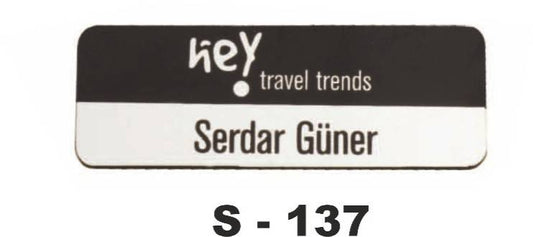 hey!
travel trends
Serdar Güner
S - 137